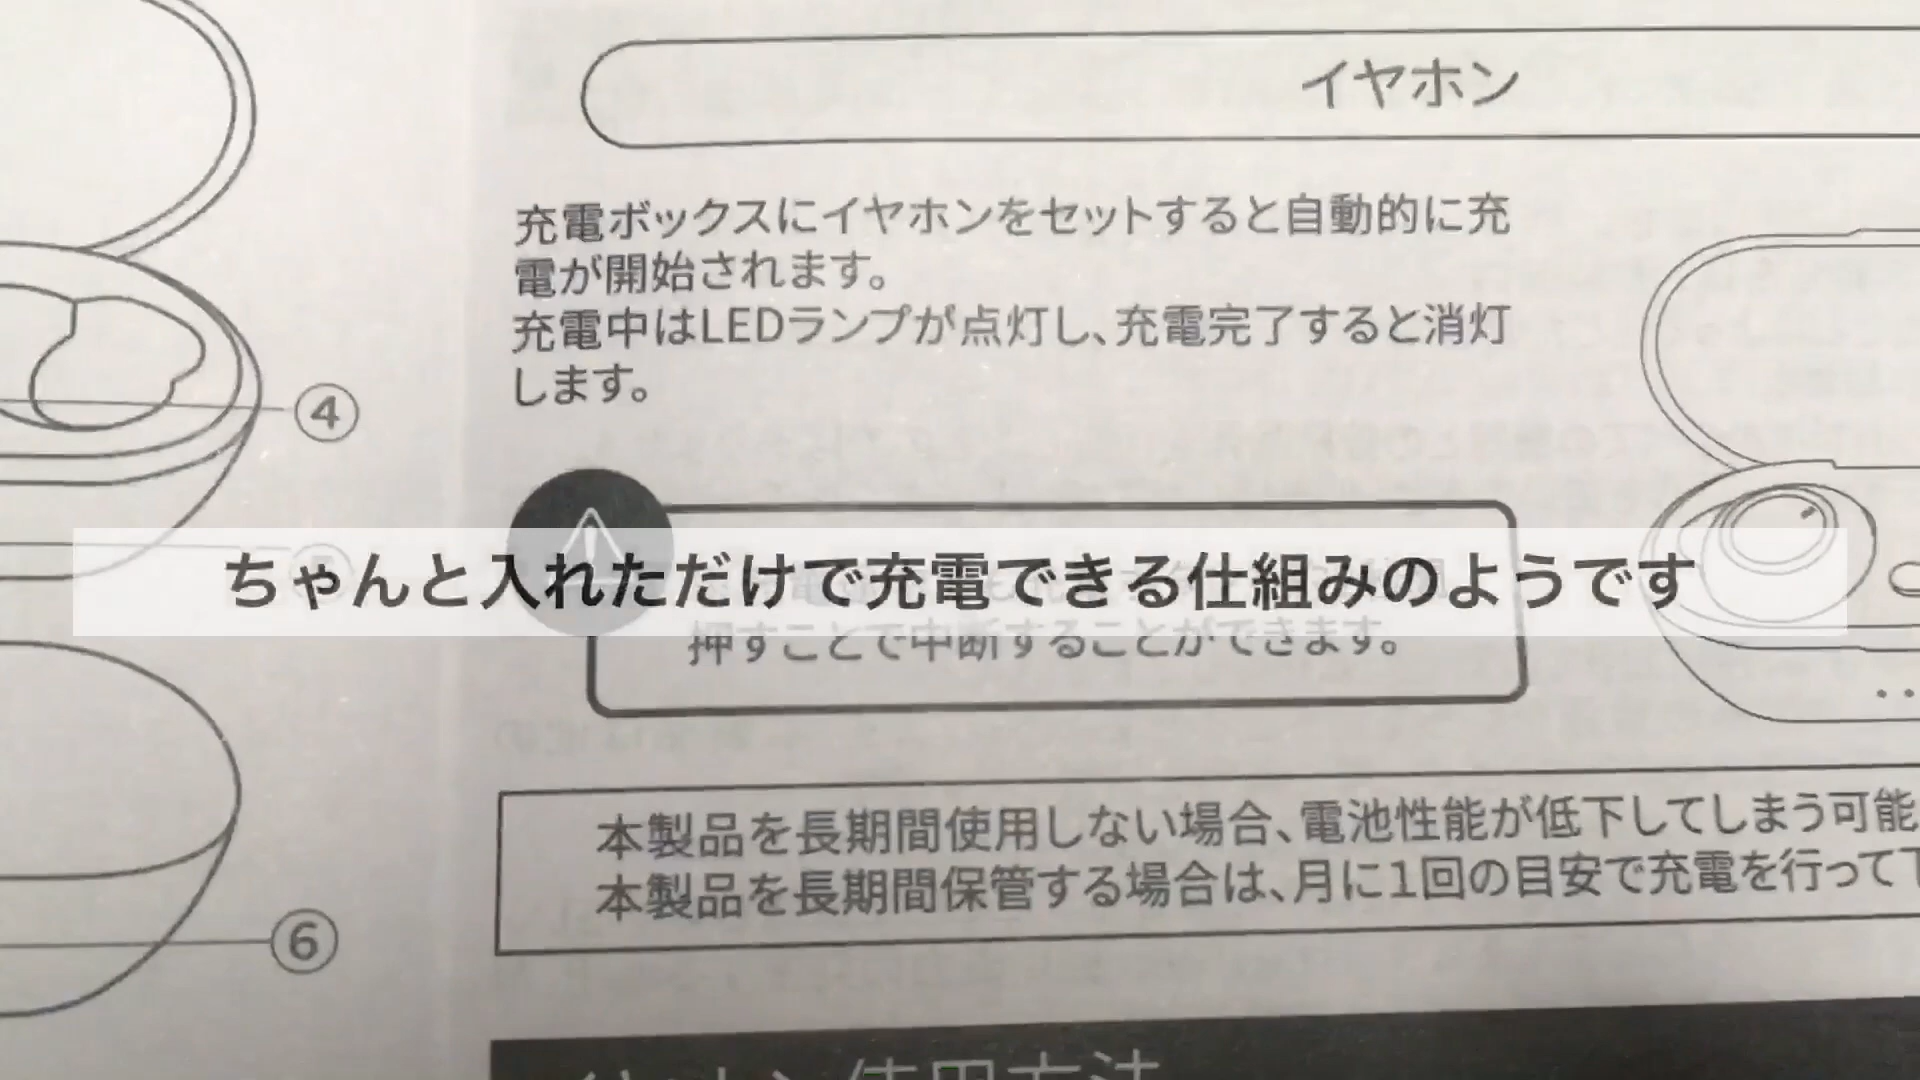 イヤホン
充電ボックスにイヤホンをセットすると自動的に充
電が開始されます。
充電中はLEDランプが点灯し、充電完了すると消灯
します。
④
ちゃんと入れただけで充電できる仕組みのようです
押すことで中断することができます。
本製品を長期間使用しない場合、電池性能が低下してしまう可能
本製品を長期間保管する場合は、月に1回の目安で充電を行って下
⑥
使用方法